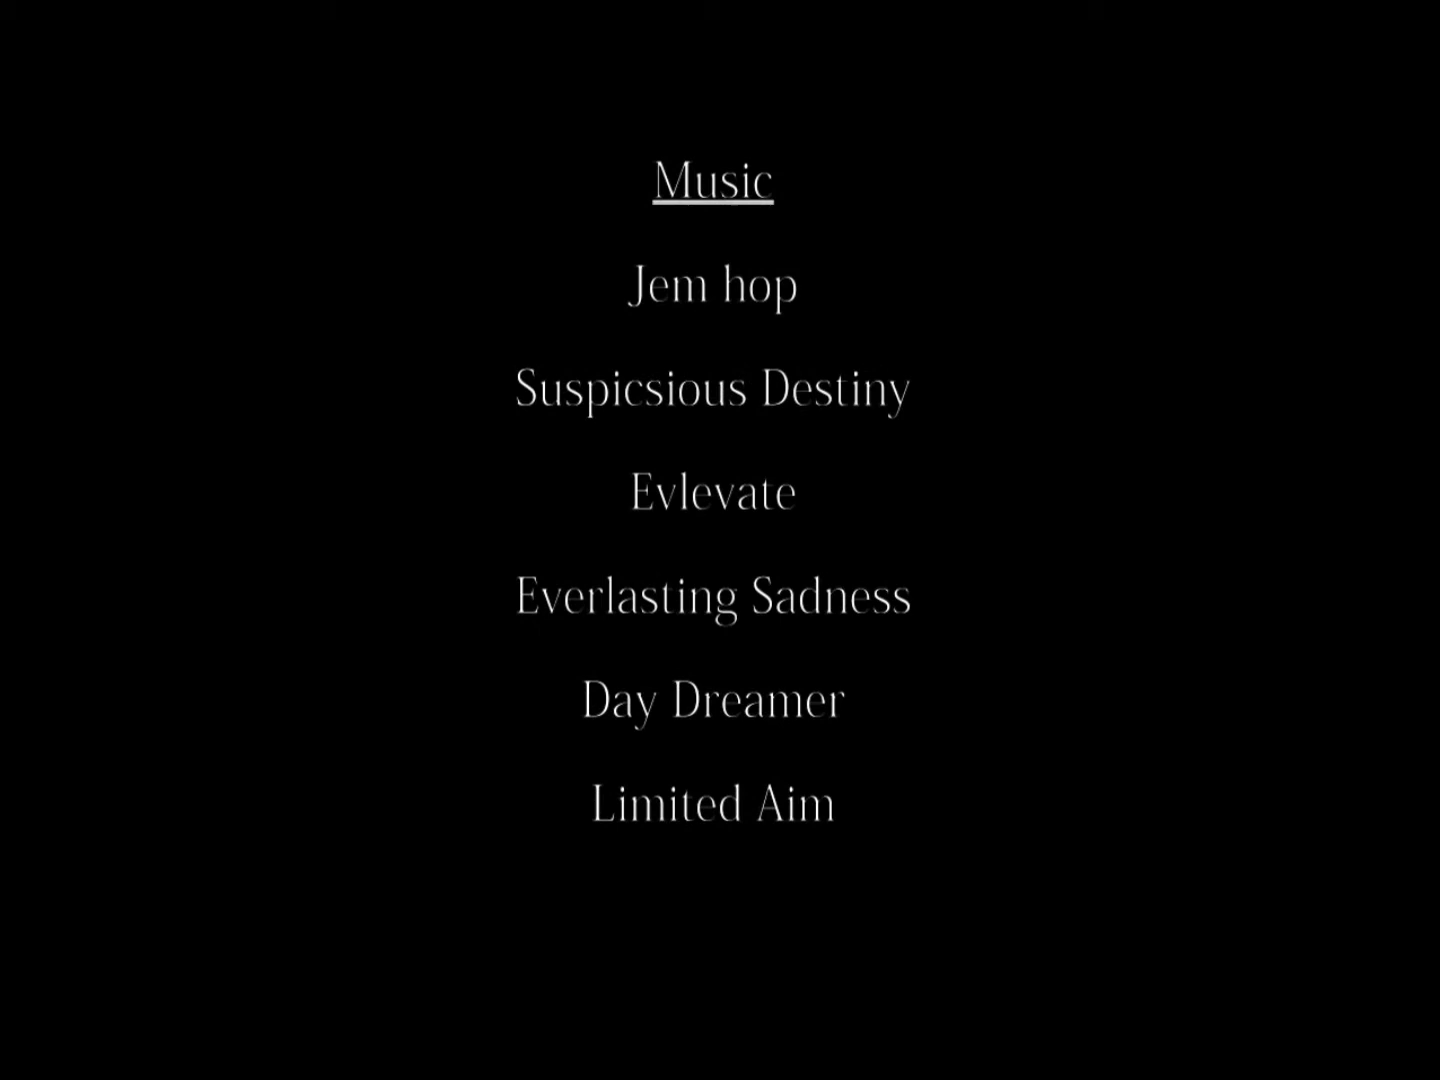 Music
Jem hop
Suspicsious Destiny
Evlevate
Everlasting Sadness
Day Dreamer
Limited Aim